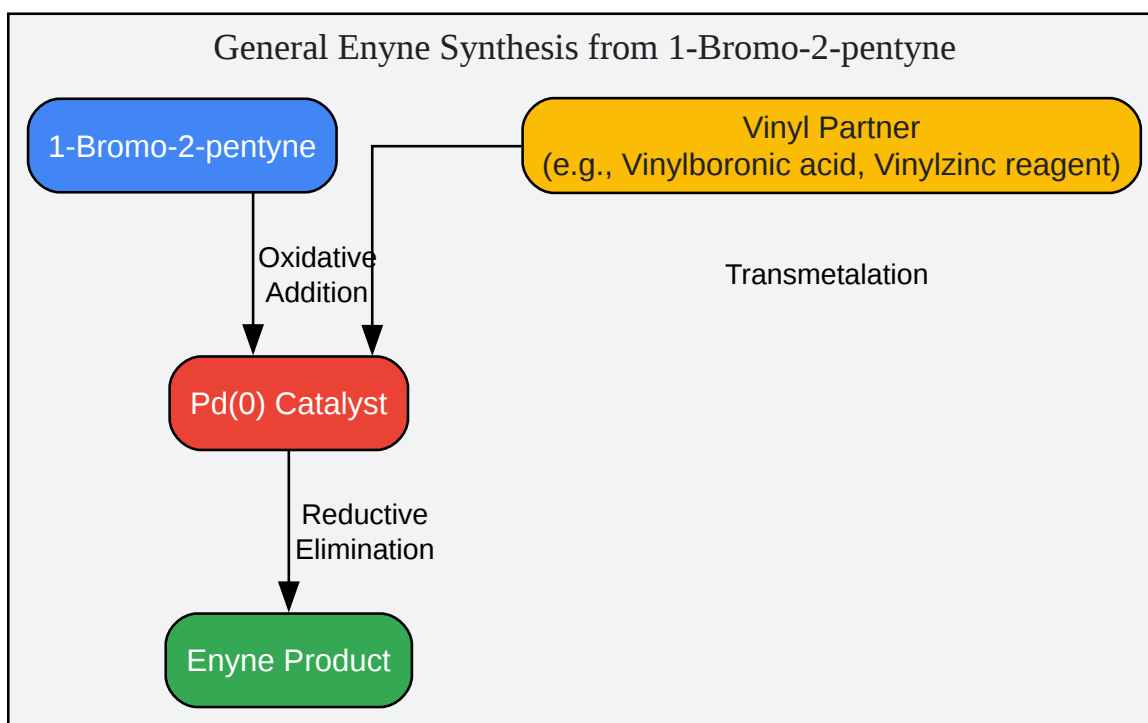 General Enyne Synthesis from 1-Bromo-2-pentyne
1-Bromo-2-pentyne
Vinyl Partner
(e.g., Vinylboronic acid, Vinylzinc reagent)
Oxidative
Addition
Transmetalation
Pd(0) Catalyst
Reductive
Elimination
Enyne Product